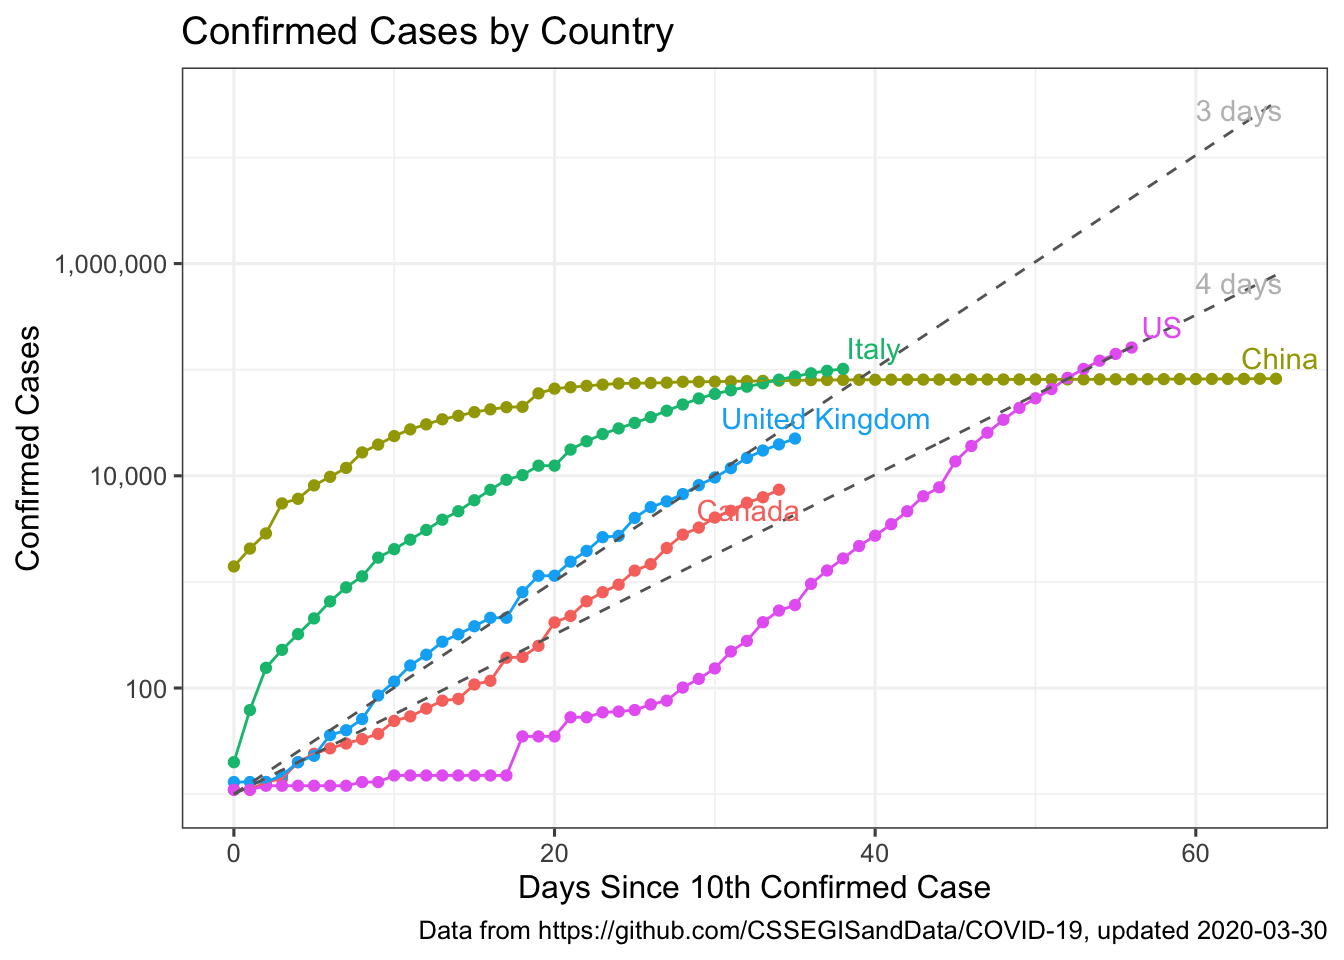 Confirmed Cases by Country
3 days
1,000,000
4 days
US
Italy
China
United Kingdom
10,000
Canada
Confirmed Cases
100
0 20 40 60
Days Since 10th Confirmed Case
Data from https://github.com/CSSEGISandData/COVID-19, updated 2020-03-30